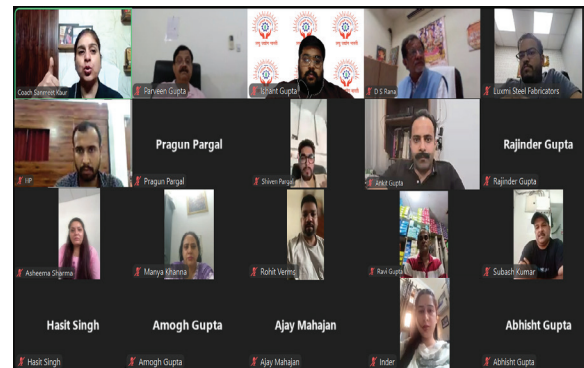 Coach Sanmeet Kaur
Parveen Gupta
Ishant Gupta
D S Rana
Luxmi Steel Fabricators
HP
Pragun Pargal
Pragun Pargal
Shiven Pargal
Ankit Gupta
Rajinder Gupta
Rajinder Gupta
Asheema Sharma
Manya Khanna
Rohit Verma
Ravi Gupta
Subash Kumar
Hasit Singh
Hasit Singh
Amogh Gupta
Amogh Gupta
Ajay Mahajan
Ajay Mahajan
Inder
Abhisht Gupta
Abhisht Gupta